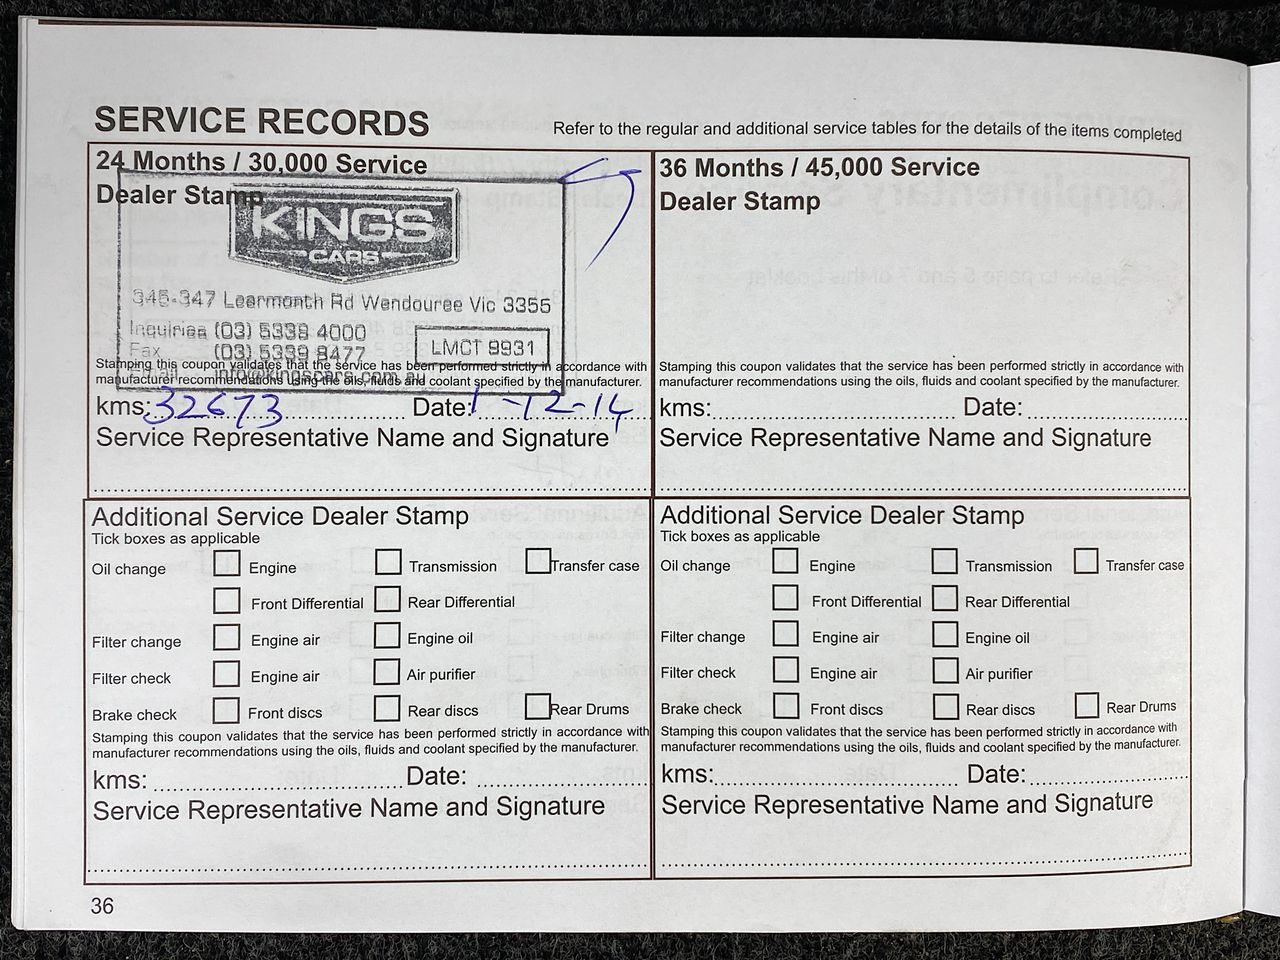 SERVICE RECORDS
Refer to the regular and additional service tables for the details of the items completed
24 Months / 30,000 Service
Dealer Stamp
KINGS
CARS
345-347 Learmonth Rd Wendouree Vic 3355
Inquiries (03) 5338 4000
Fax (03) 5339 8477
LMCT 9931
Email info@kingscars.com.au
Stamping this coupon validates that the service has been performed strictly in accordance with
manufacturer recommendations using the oils, fluids and coolant specified by the manufacturer.
kms: 32673 Date: 1-12-14
Service Representative Name and Signature
36 Months / 45,000 Service
Dealer Stamp
Stamping this coupon validates that the service has been performed strictly in accordance with
manufacturer recommendations using the oils, fluids and coolant specified by the manufacturer.
kms: Date:
Service Representative Name and Signature
Additional Service Dealer Stamp
Tick boxes as applicable
Oil change Engine Transmission Transfer case
Front Differential Rear Differential
Filter change Engine air Engine oil
Filter check Engine air Air purifier
Brake check Front discs Rear discs Rear Drums
Stamping this coupon validates that the service has been performed strictly in accordance with
manufacturer recommendations using the oils, fluids and coolant specified by the manufacturer.
kms: Date:
Service Representative Name and Signature
Additional Service Dealer Stamp
Tick boxes as applicable
Oil change Engine Transmission Transfer case
Front Differential Rear Differential
Filter change Engine air Engine oil
Filter check Engine air Air purifier
Brake check Front discs Rear discs Rear Drums
Stamping this coupon validates that the service has been performed strictly in accordance with
manufacturer recommendations using the oils, fluids and coolant specified by the manufacturer.
kms: Date:
Service Representative Name and Signature
36